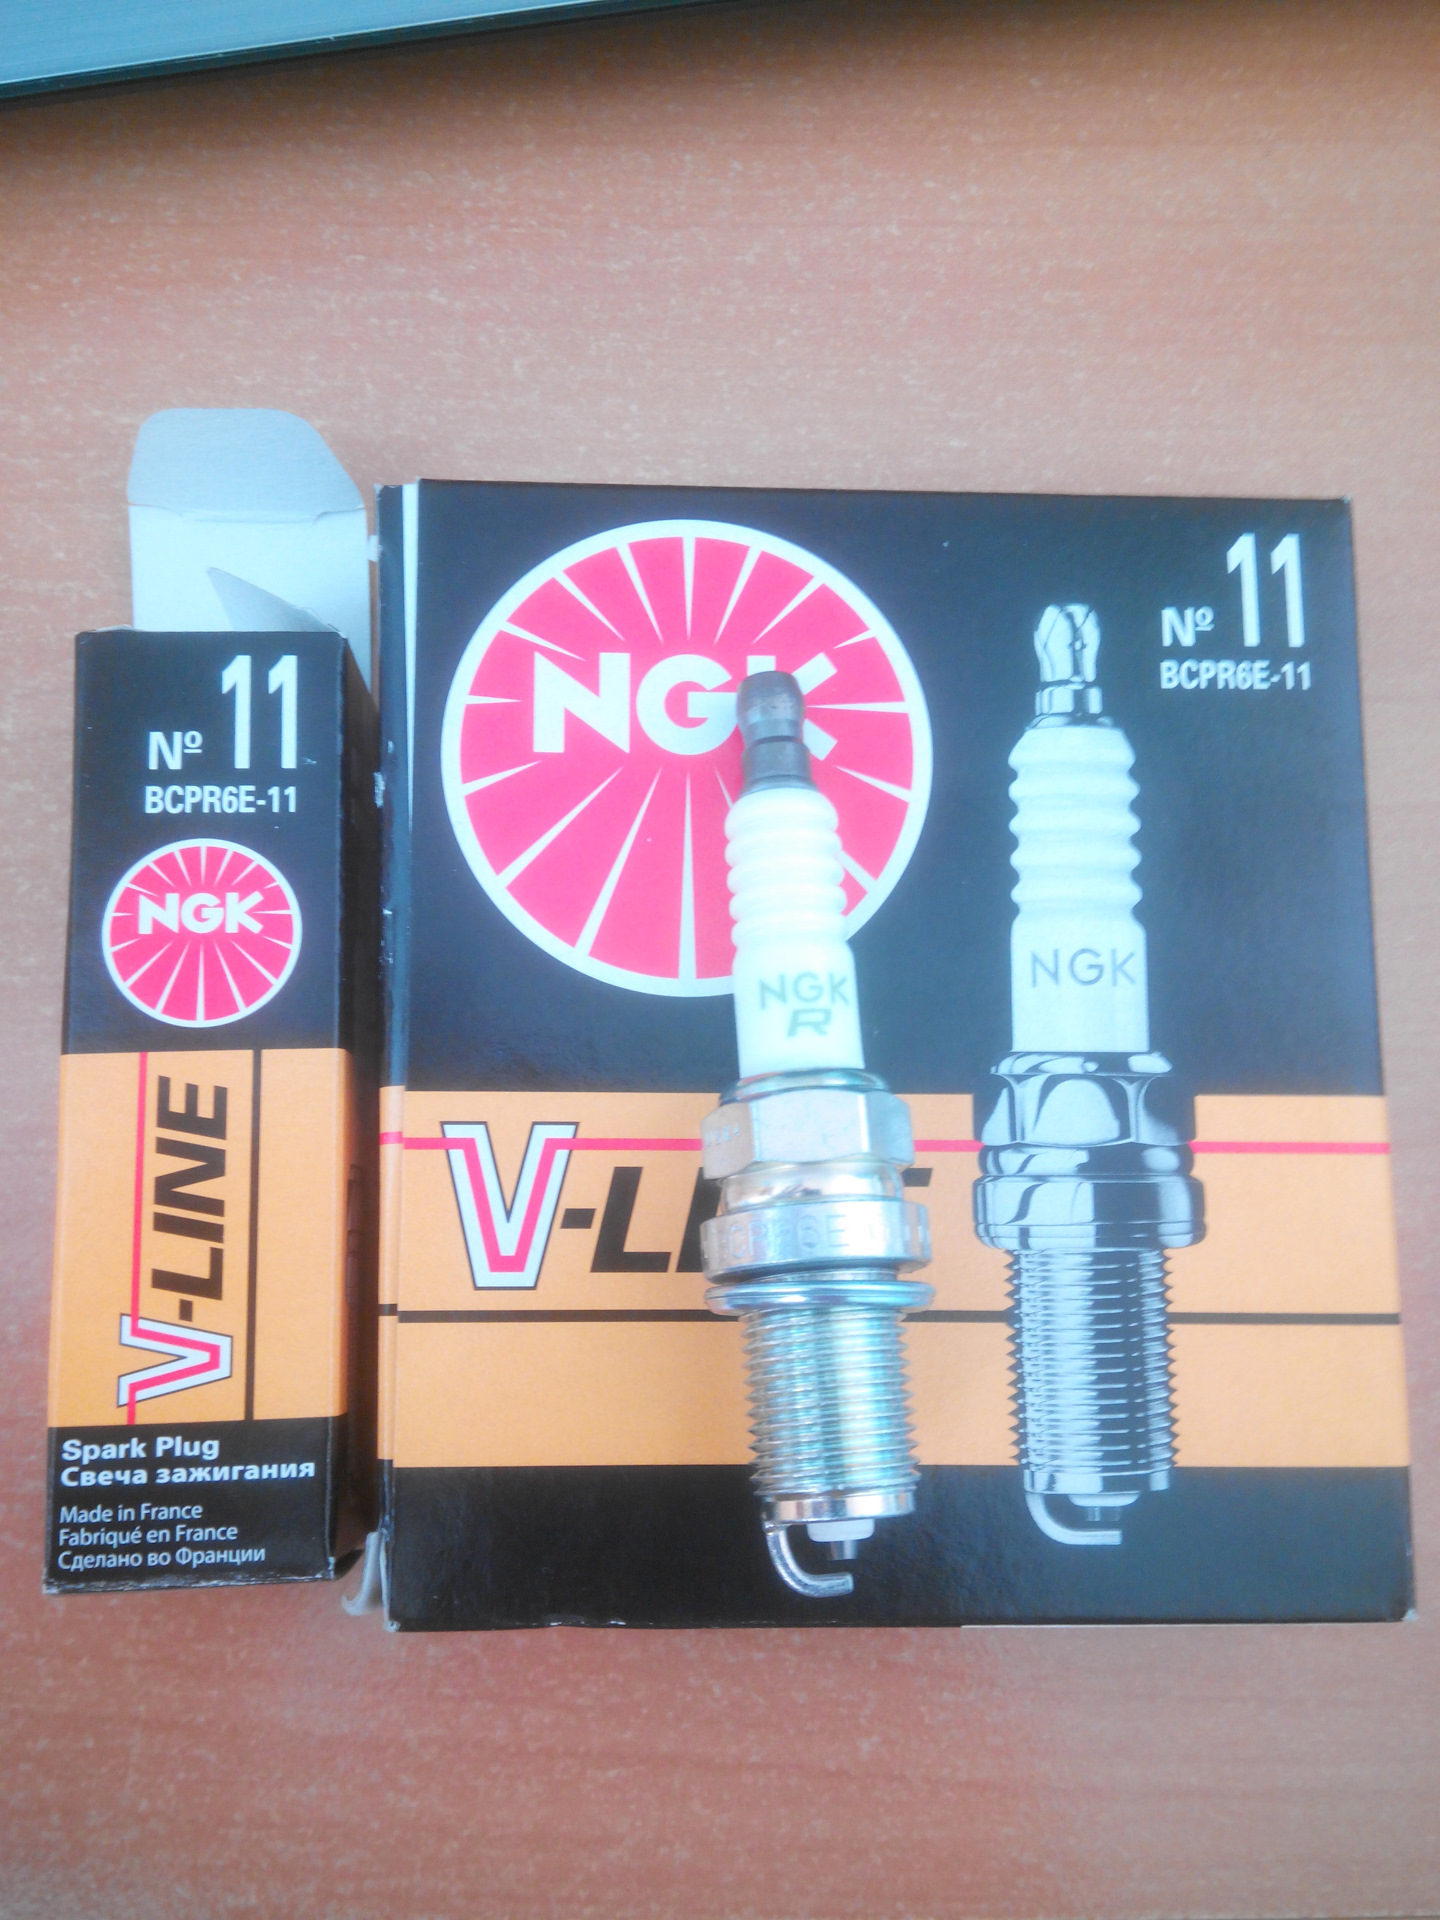 Nº 11
BCPR6E-11
NGK
V-LINE
Spark Plug
Свеча зажигания
Made in France
Fabriqué en France
Сделано во Франции
NGK
Nº 11
BCPR6E-11
NGK
NGK
R